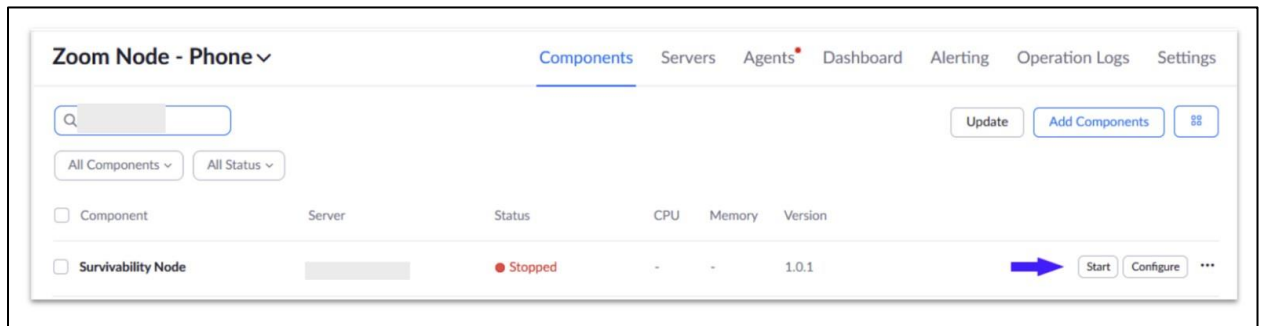 Zoom Node - Phone
Components Servers Agents Dashboard Alerting Operation Logs Settings
Update Add Components
All Components All Status
Component Server Status CPU Memory Version
Survivability Node Stopped - - 1.0.1 Start Configure ...